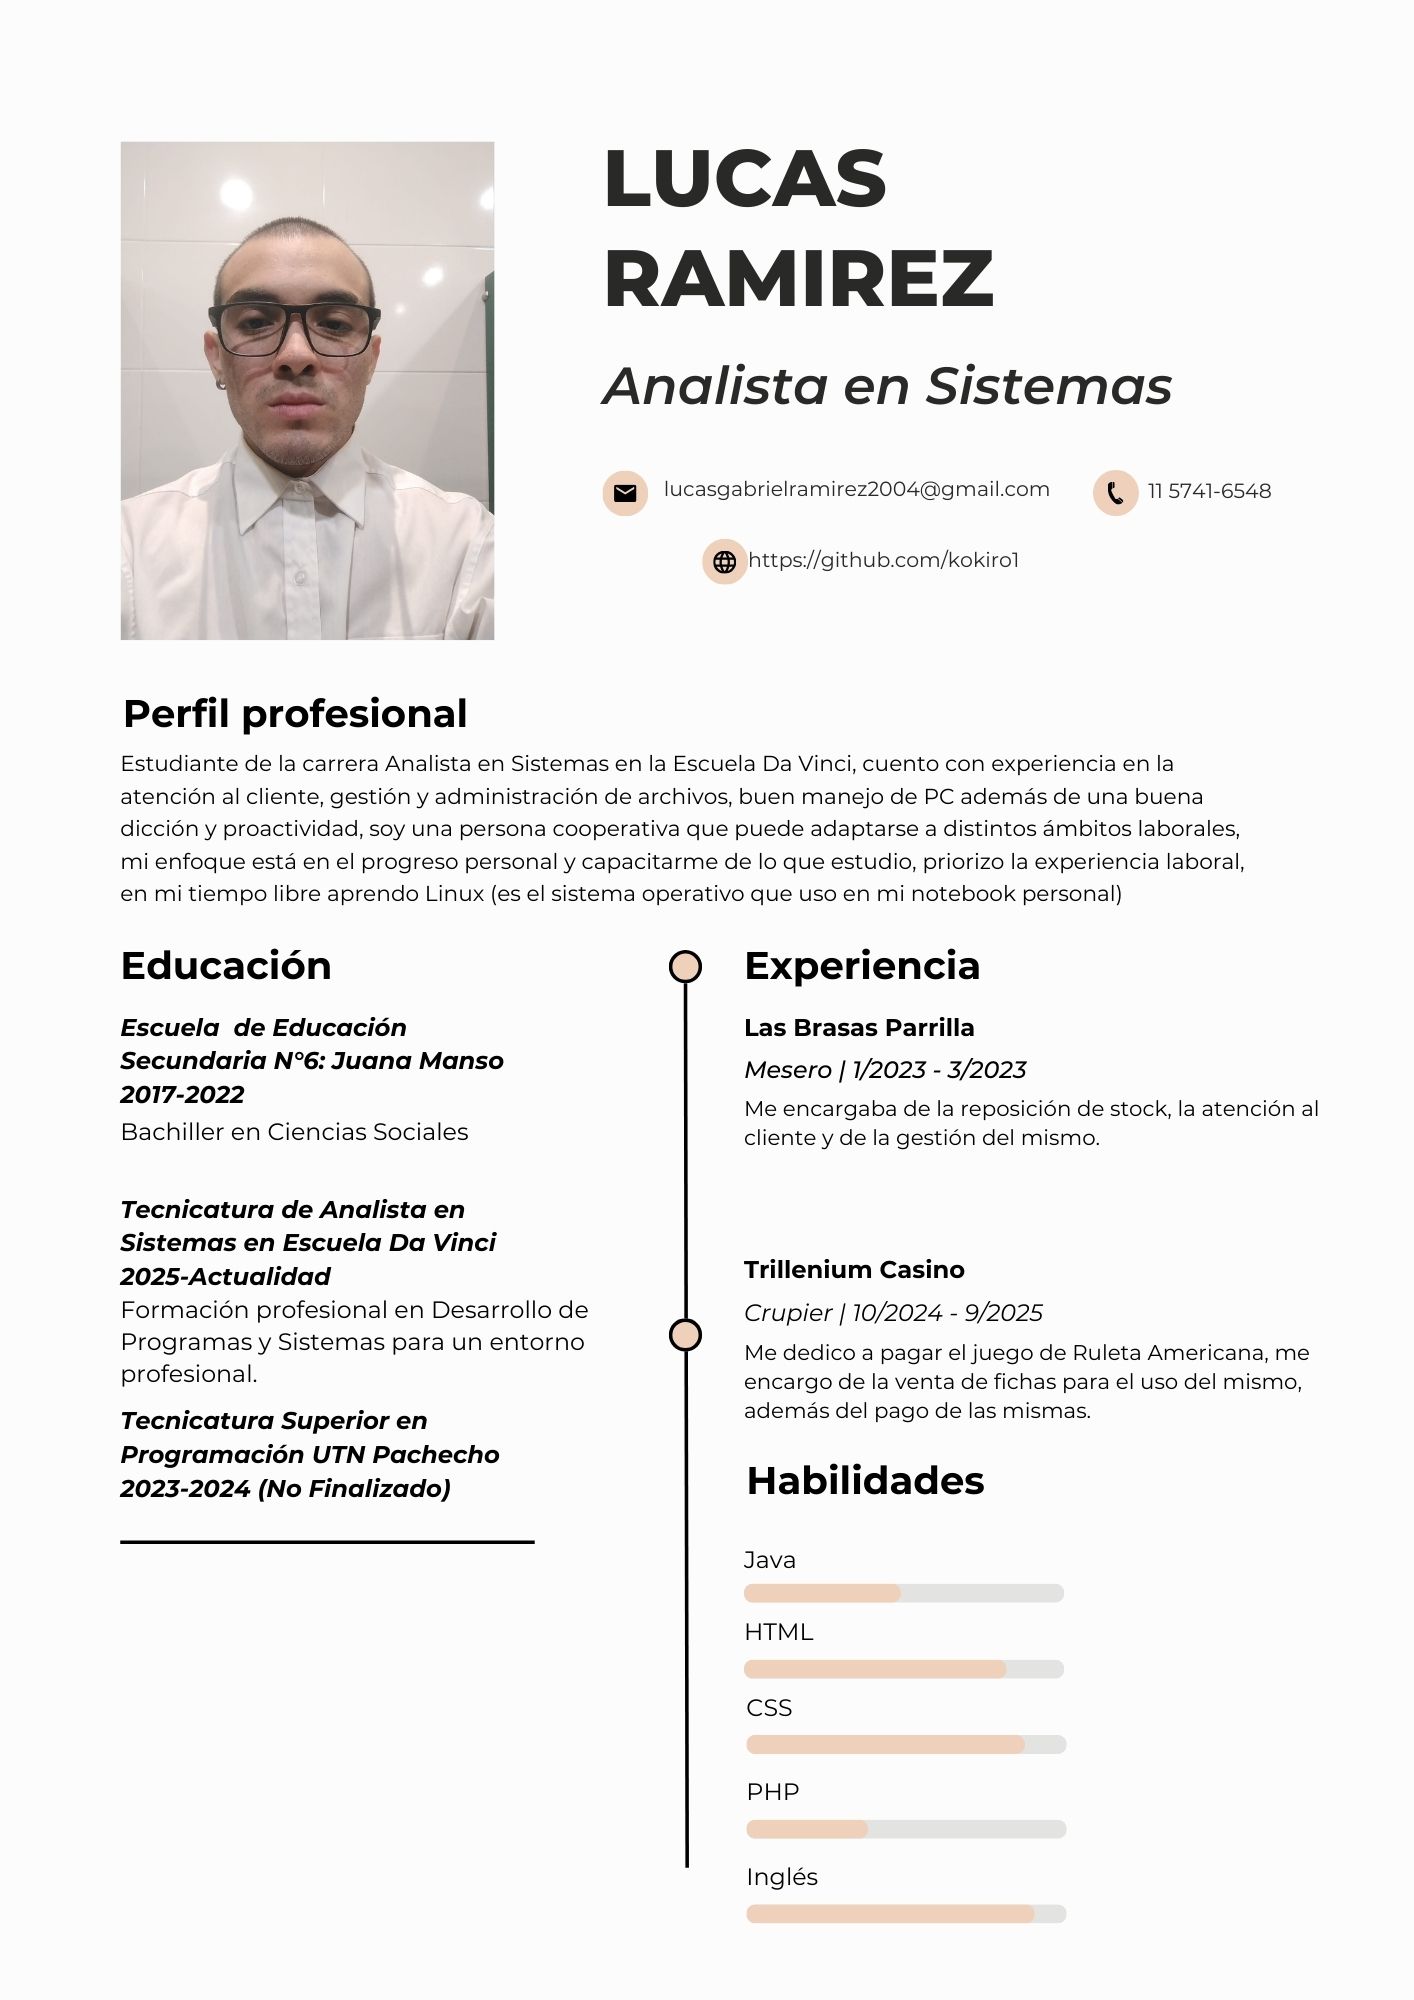 LUCAS
RAMIREZ
Analista en Sistemas
lucasgabrielramirez2004@gmail.com
11 5741-6548
https://github.com/kokiro1
Perfil profesional
Estudiante de la carrera Analista en Sistemas en la Escuela Da Vinci, cuento con experiencia en la
atención al cliente, gestión y administración de archivos, buen manejo de PC además de una buena
dicción y proactividad, soy una persona cooperativa que puede adaptarse a distintos ámbitos laborales,
mi enfoque está en el progreso personal y capacitarme de lo que estudio, priorizo la experiencia laboral,
en mi tiempo libre aprendo Linux (es el sistema operativo que uso en mi notebook personal)
Educación
Escuela  de Educación
Secundaria N°6: Juana Manso
2017-2022
Bachiller en Ciencias Sociales
Tecnicatura de Analista en
Sistemas en Escuela Da Vinci
2025-Actualidad
Formación profesional en Desarrollo de
Programas y Sistemas para un entorno
profesional.
Tecnicatura Superior en
Programación UTN Pachecho
2023-2024 (No Finalizado)
Experiencia
Las Brasas Parrilla
Mesero | 1/2023 - 3/2023
Me encargaba de la reposición de stock, la atención al
cliente y de la gestión del mismo.
Trillenium Casino
Crupier | 10/2024 - 9/2025
Me dedico a pagar el juego de Ruleta Americana, me
encargo de la venta de fichas para el uso del mismo,
además del pago de las mismas.
Habilidades
Java
HTML
CSS
PHP
Inglés